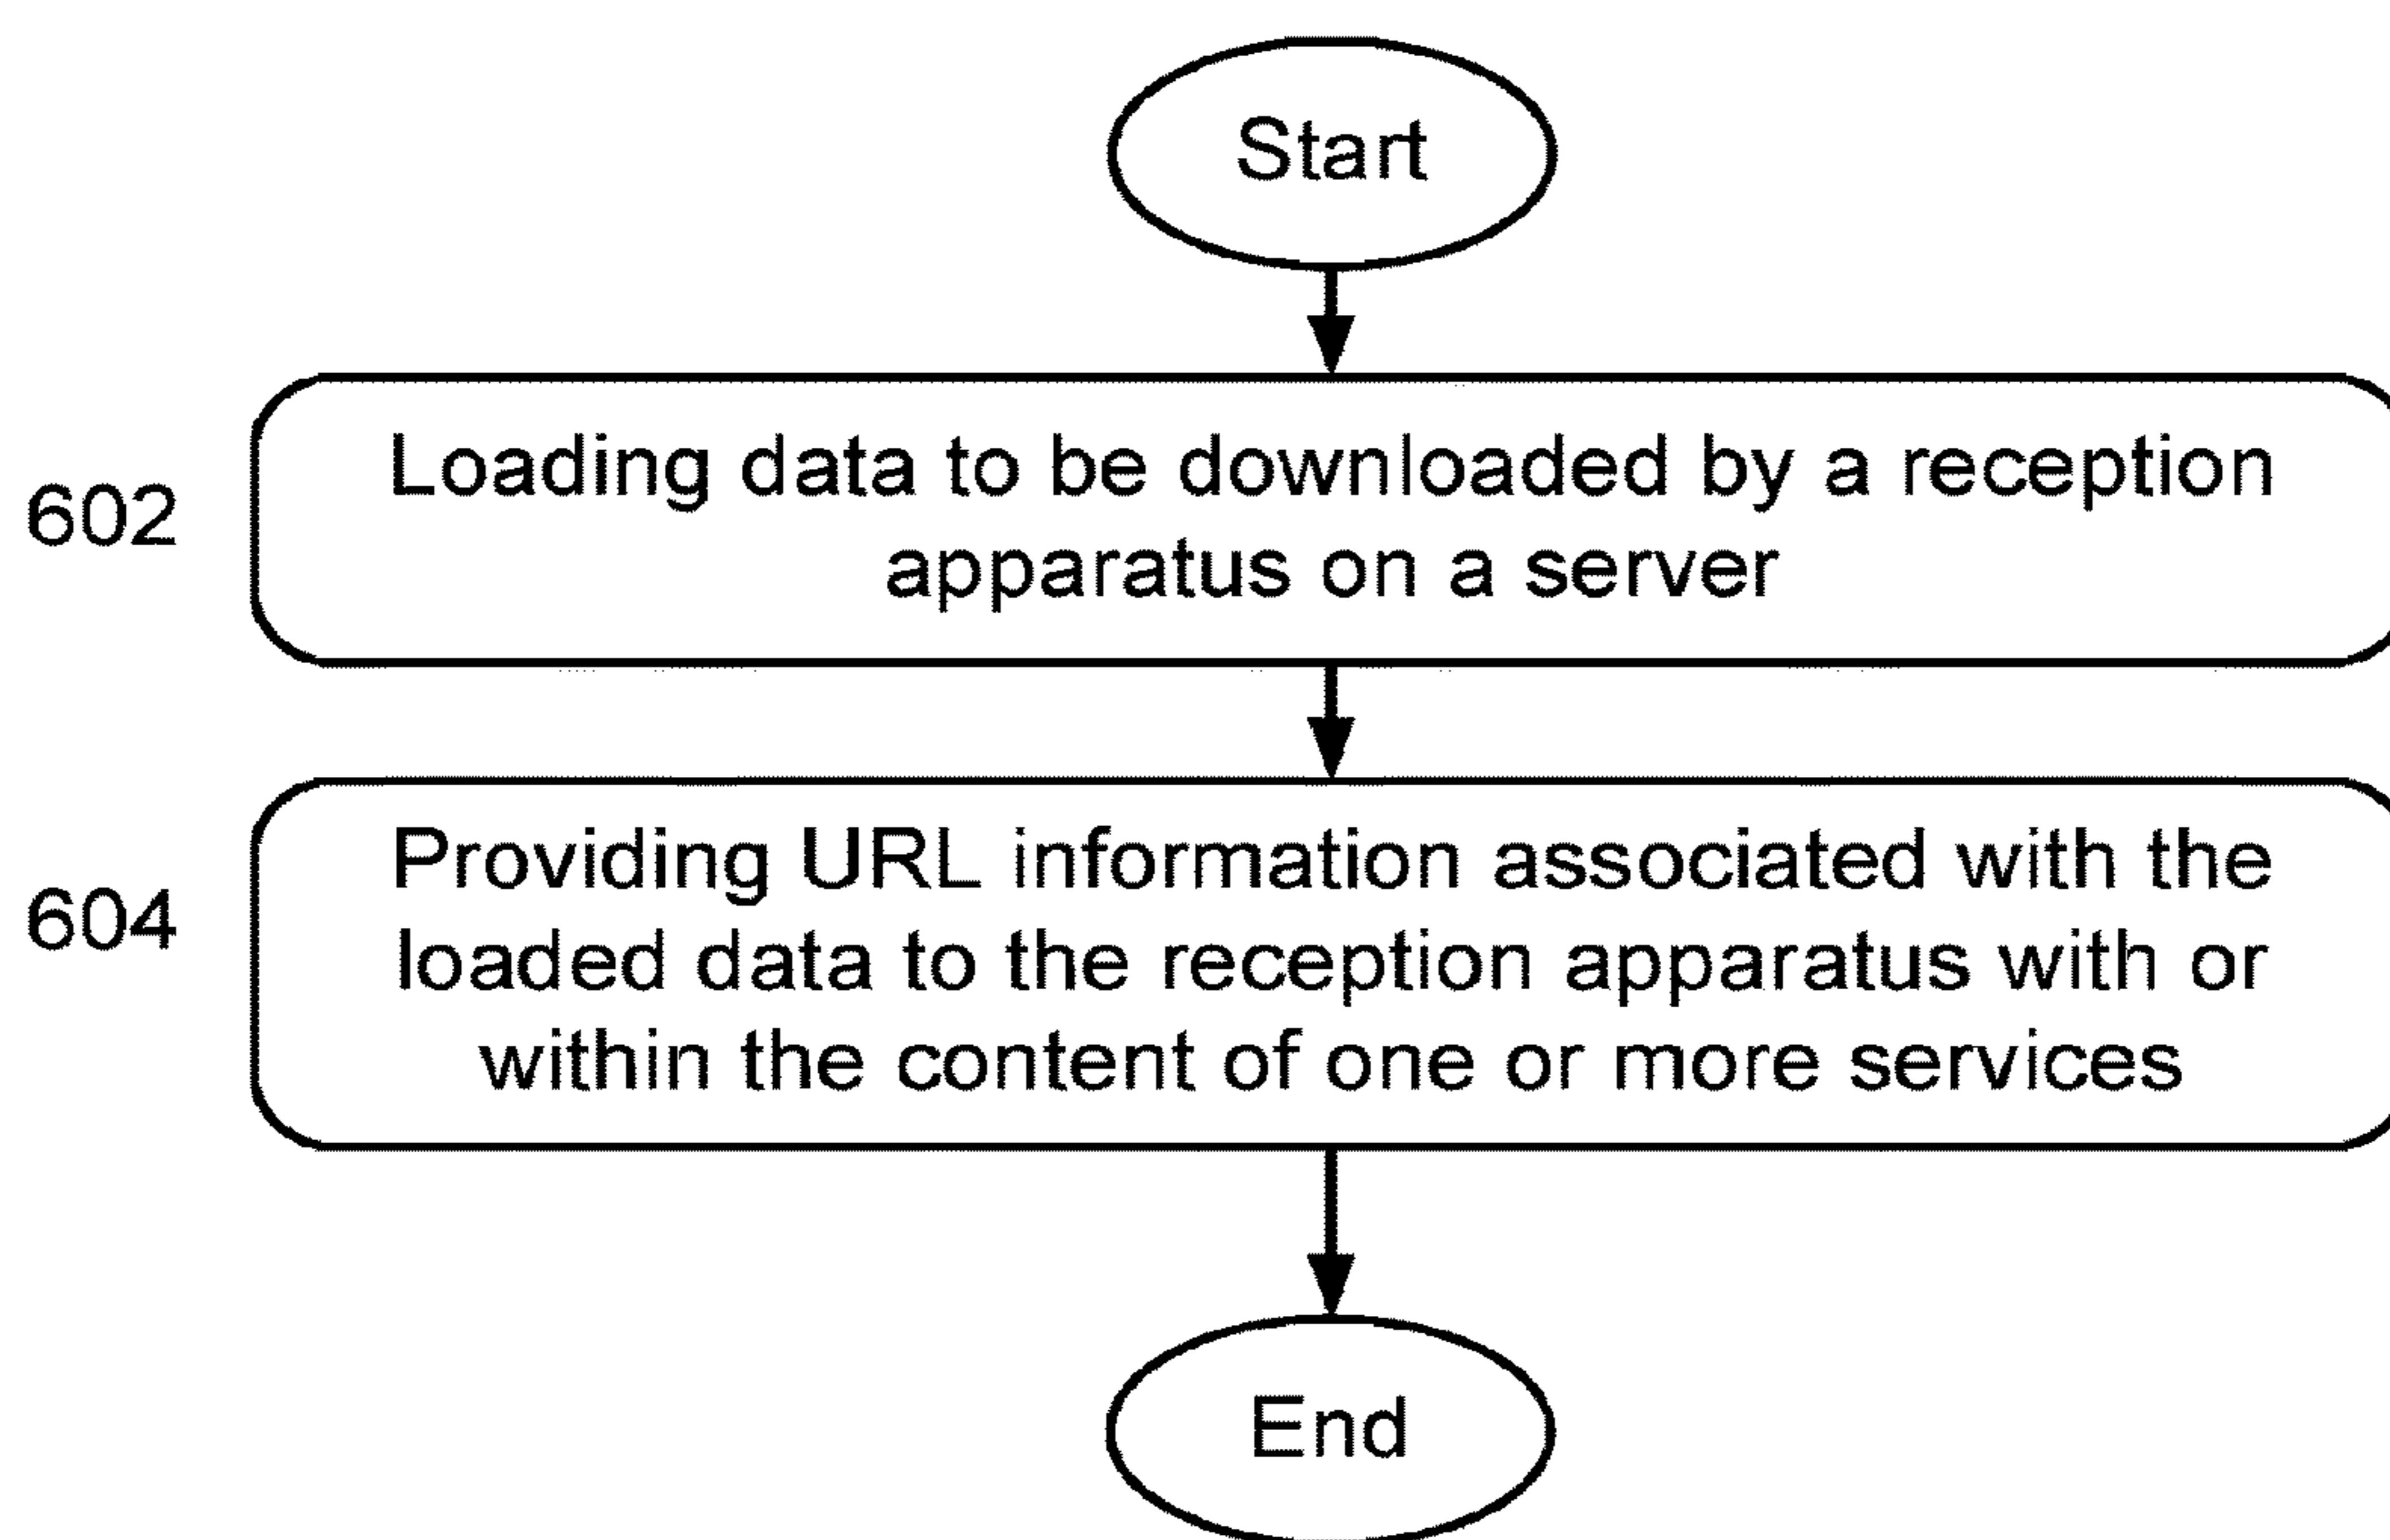 Start
602
Loading data to be downloaded by a reception
apparatus on a server
604
Providing URL information associated with the
loaded data to the reception apparatus with or
within the content of one or more services
End